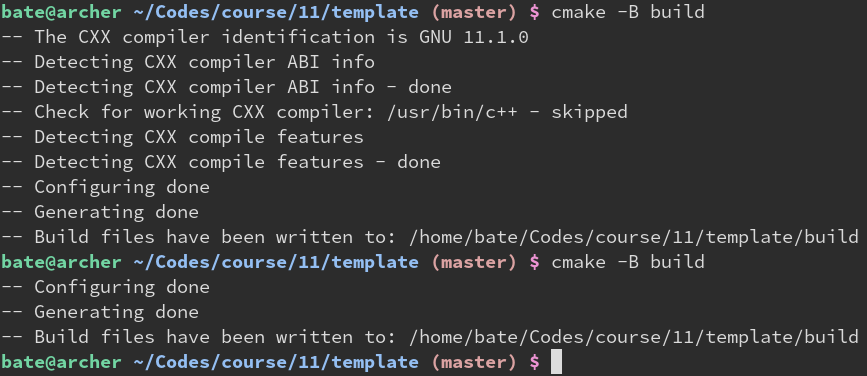 bate@archer ~/Codes/course/11/template (master) $ cmake -B build
-- The CXX compiler identification is GNU 11.1.0
-- Detecting CXX compiler ABI info
-- Detecting CXX compiler ABI info - done
-- Check for working CXX compiler: /usr/bin/c++ - skipped
-- Detecting CXX compile features
-- Detecting CXX compile features - done
-- Configuring done
-- Generating done
-- Build files have been written to: /home/bate/Codes/course/11/template/build
bate@archer ~/Codes/course/11/template (master) $ cmake -B build
-- Configuring done
-- Generating done
-- Build files have been written to: /home/bate/Codes/course/11/template/build
bate@archer ~/Codes/course/11/template (master) $